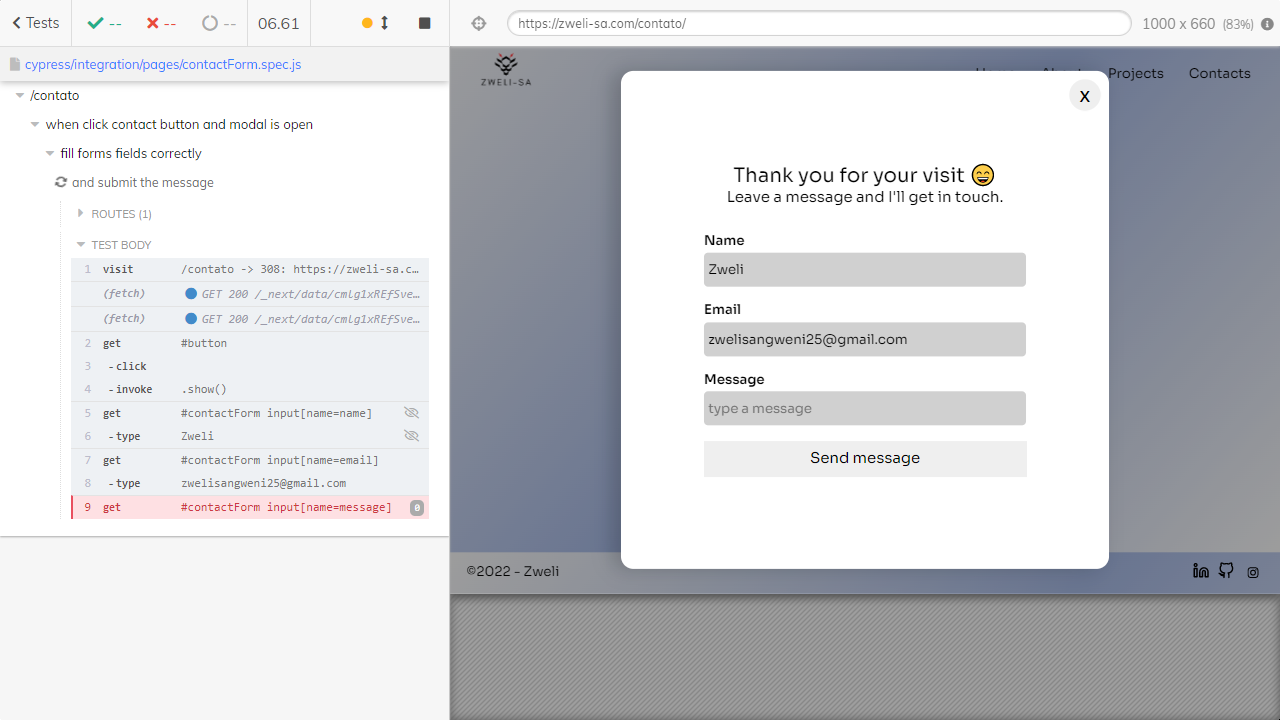 Tests
--
--
--
06.61
https://zweli-sa.com/contato/
1000 x 660 (83%)
cypress/integration/pages/contactForm.spec.js
/contato
when click contact button and modal is open
fill forms fields correctly
and submit the message
ROUTES (1)
TEST BODY
1 visit /contato -> 308: https://zweli-sa.c…
(fetch) GET 200 /_next/data/cmlg1xREfSve…
(fetch) GET 200 /_next/data/cmlg1xREfSve…
2 get #button
3 -click
4 -invoke .show()
5 get #contactForm input[name=name]
6 -type Zweli
7 get #contactForm input[name=email]
8 -type zwelisangweni25@gmail.com
9 get #contactForm input[name=message] 0
ZWELI-SA
Projects
Contacts
X
Thank you for your visit 😄
Leave a message and I'll get in touch.
Name
Zweli
Email
zwelisangweni25@gmail.com
Message
type a message
Send message
©2022 - Zweli